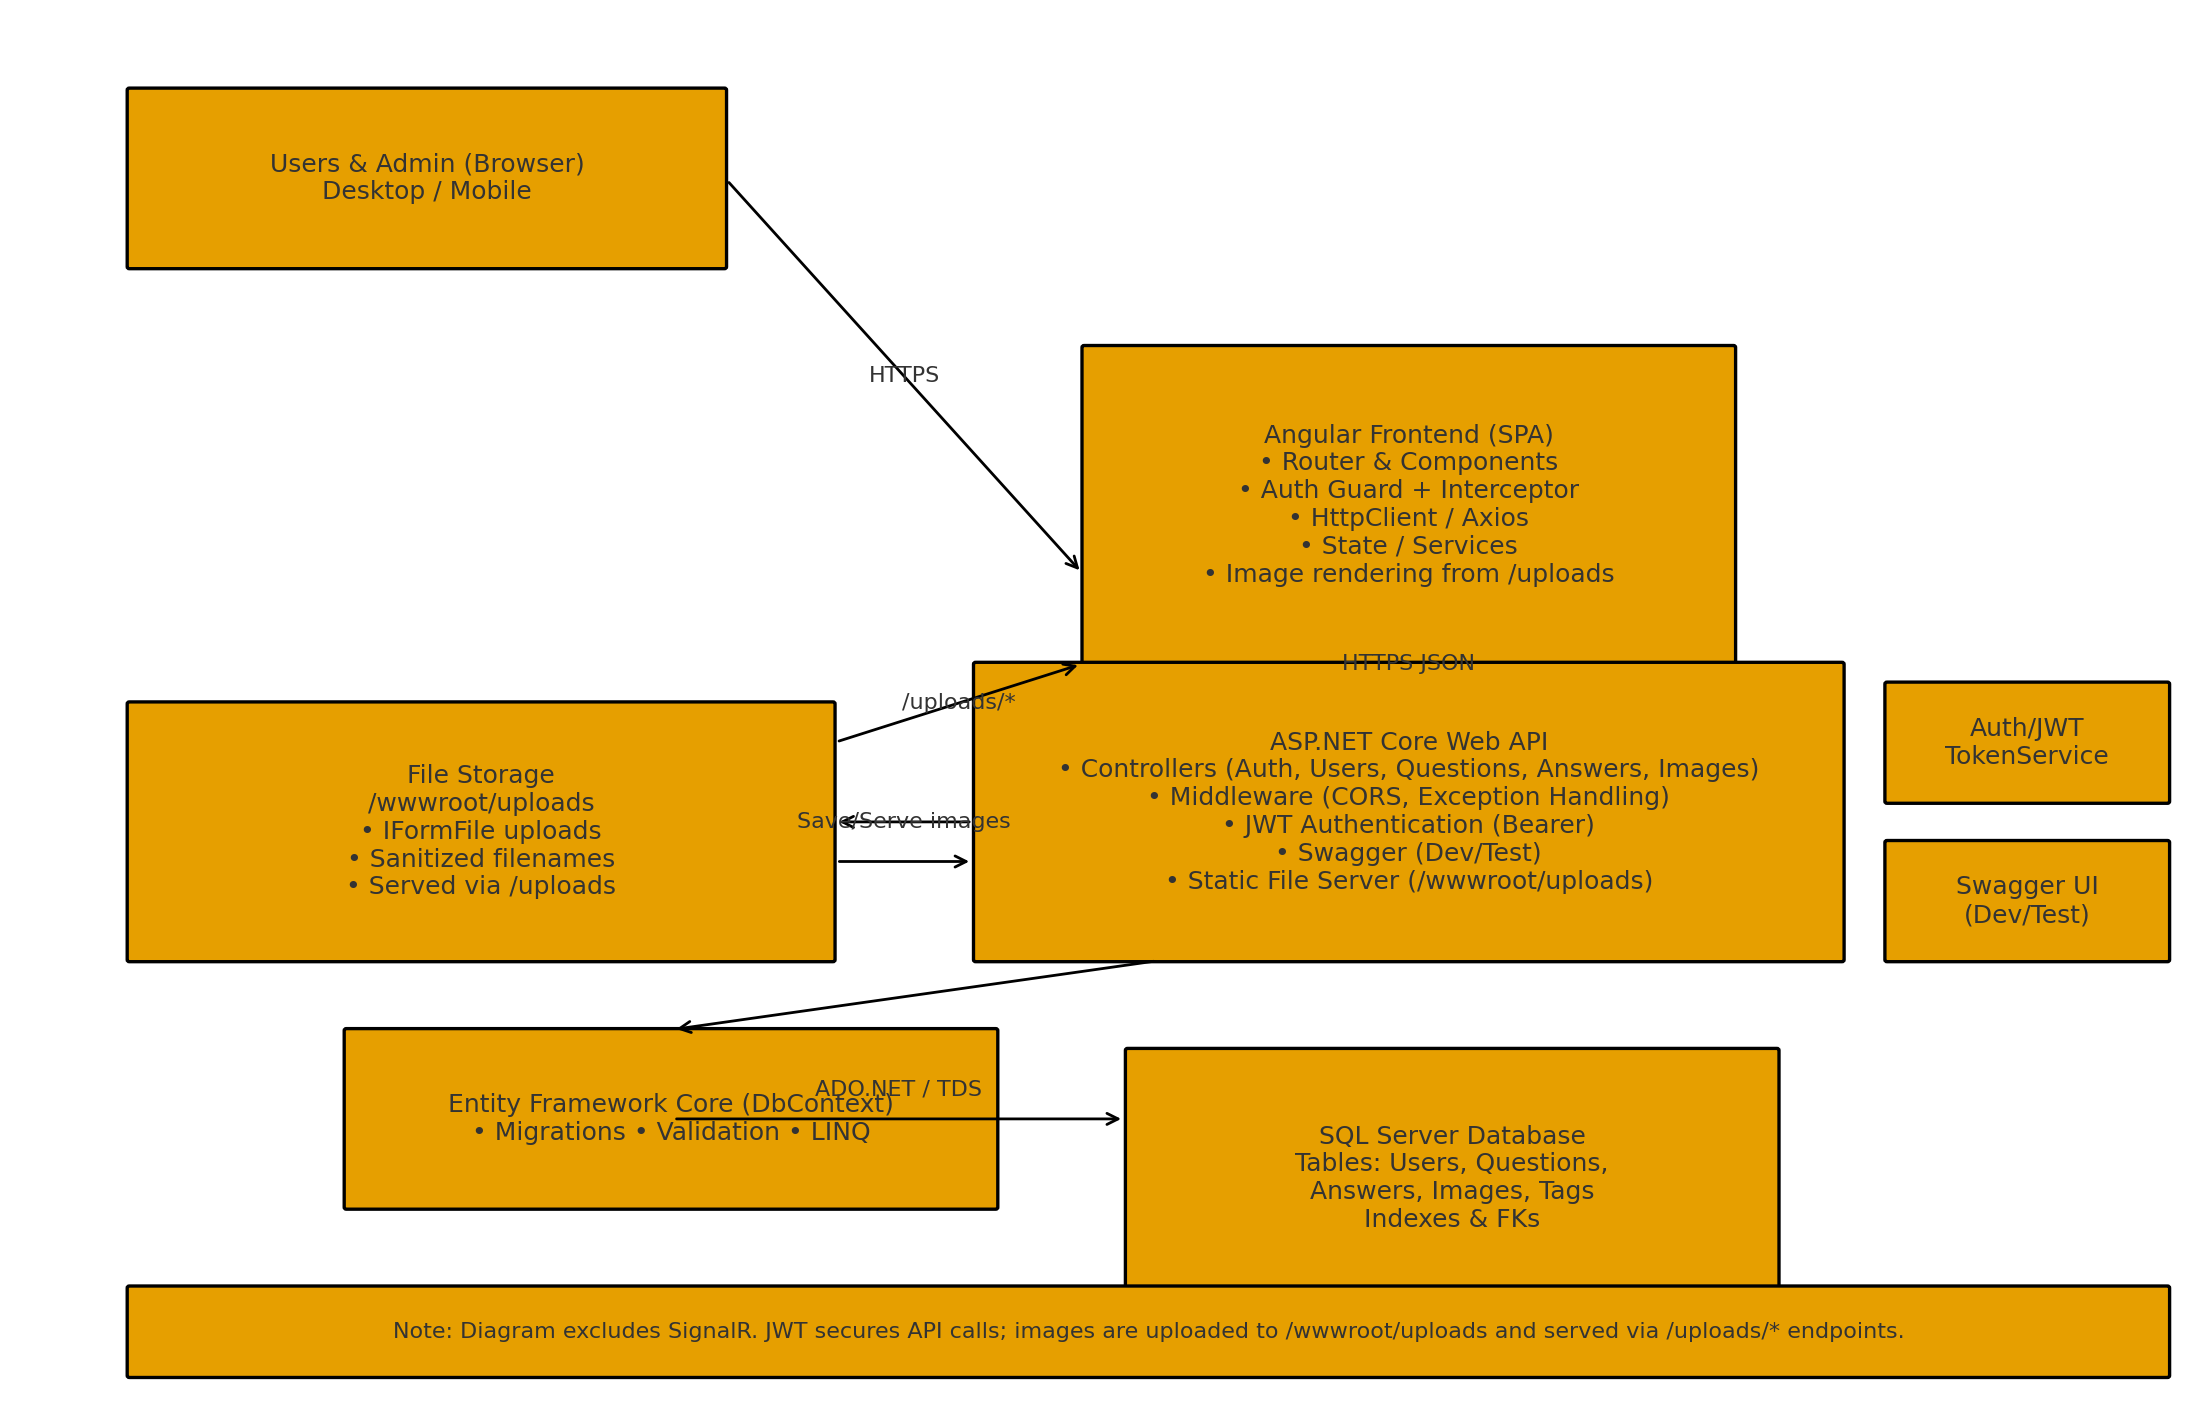 Users & Admin (Browser)
Desktop / Mobile
HTTPS
Angular Frontend (SPA)
• Router & Components
• Auth Guard + Interceptor
• HttpClient / Axios
• State / Services
• Image rendering from /uploads
HTTPS JSON
/uploads/*
File Storage
/wwwroot/uploads
• IFormFile uploads
• Sanitized filenames
• Served via /uploads
Save/Serve images
ASP.NET Core Web API
• Controllers (Auth, Users, Questions, Answers, Images)
• Middleware (CORS, Exception Handling)
• JWT Authentication (Bearer)
• Swagger (Dev/Test)
• Static File Server (/wwwroot/uploads)
Auth/JWT
TokenService
Swagger UI
(Dev/Test)
ADO.NET / TDS
Entity Framework Core (DbContext)
• Migrations • Validation • LINQ
SQL Server Database
Tables: Users, Questions,
Answers, Images, Tags
Indexes & FKs
Note: Diagram excludes SignalR. JWT secures API calls; images are uploaded to /wwwroot/uploads and served via /uploads/* endpoints.